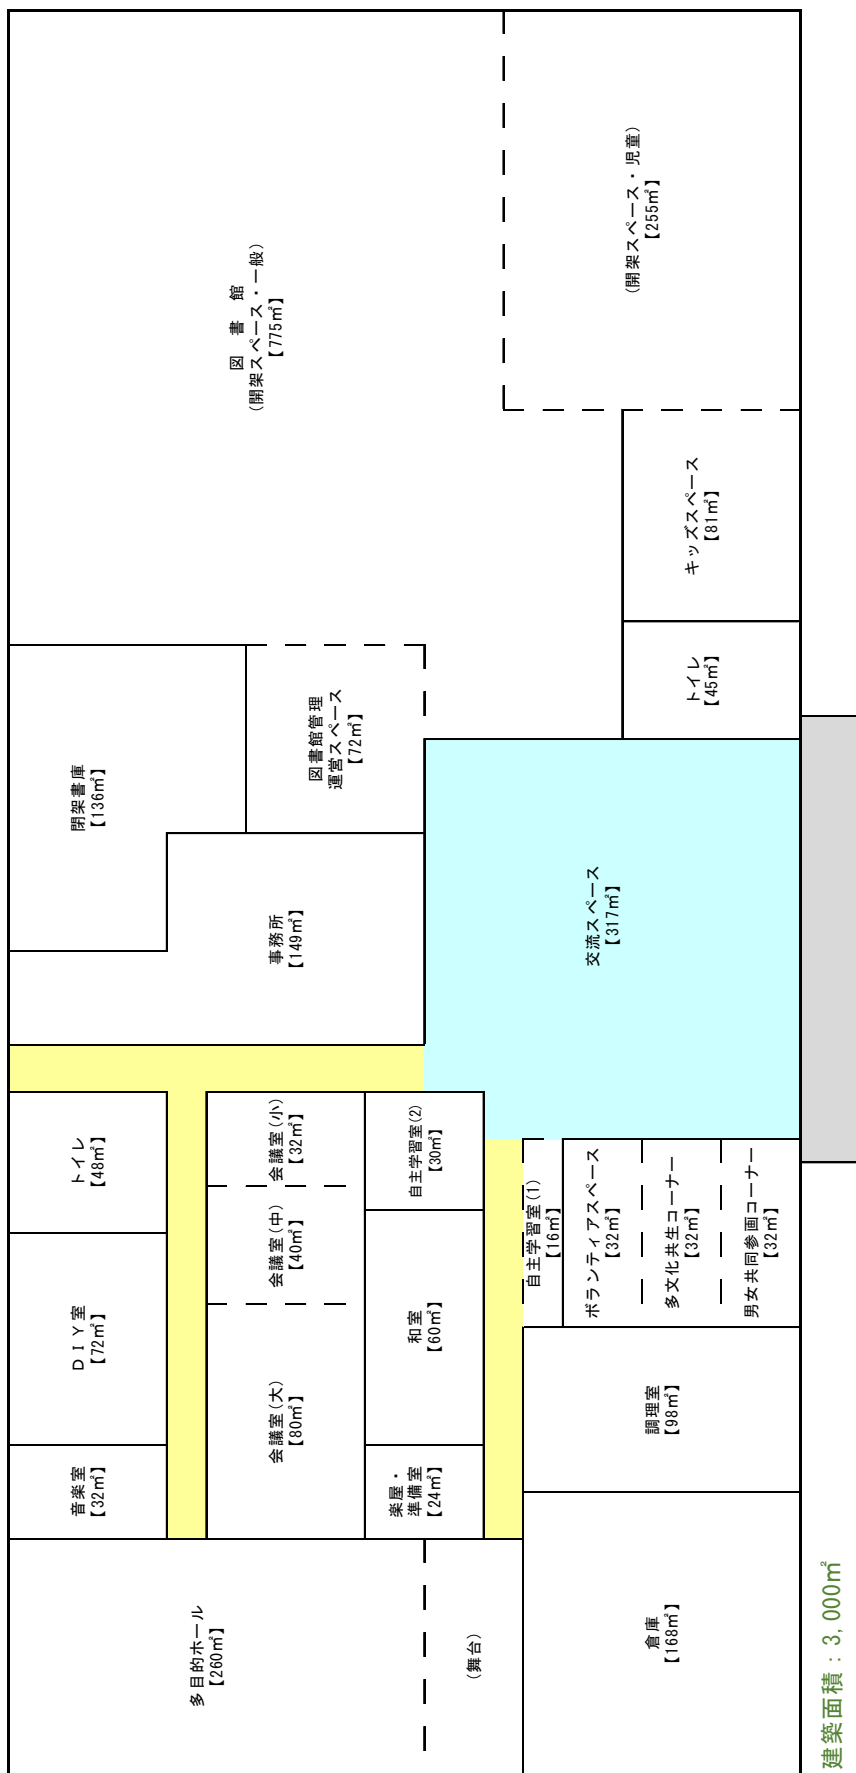 図　書　館
(開架スペース・一般)
【775㎡】
(開架スペース・児童)
【255㎡】
キッズスペース
【81㎡】
トイレ
【45㎡】
閉架書庫
【136㎡】
図書館管理
運営スペース
【72㎡】
事務所
【149㎡】
交流スペース
【317㎡】
トイレ
【48㎡】
会議室(小)
【32㎡】
自主学習室(2)
【30㎡】
自主学習室(1)
【16㎡】
ボランティアスペース
【32㎡】
多文化共生コーナー
【32㎡】
男女共同参画コーナー
【32㎡】
ＤＩＹ室
【72㎡】
会議室(中)
【40㎡】
和室
【60㎡】
調理室
【98㎡】
音楽室
【32㎡】
会議室(大)
【80㎡】
楽屋・
準備室
【24㎡】
多目的ホール
【260㎡】
(舞台)
倉庫
【168㎡】
建築面積：3,000㎡